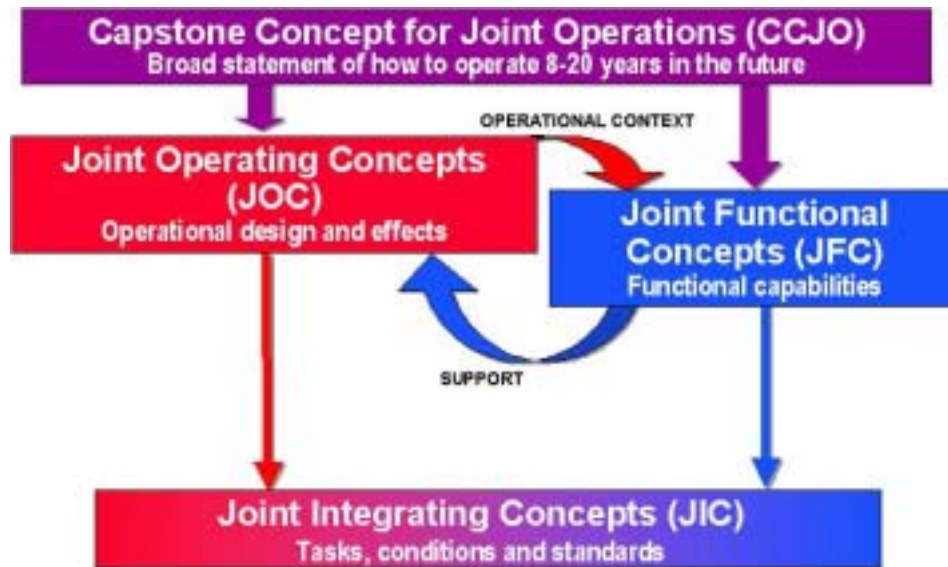 Capstone Concept for Joint Operations (CCJO)
Broad statement of how to operate 8-20 years in the future
OPERATIONAL CONTEXT
Joint Operating Concepts
(JOC)
Operational design and effects
Joint Functional
Concepts (JFC)
Functional capabilities
SUPPORT
Joint Integrating Concepts (JIC)
Tasks, conditions and standards